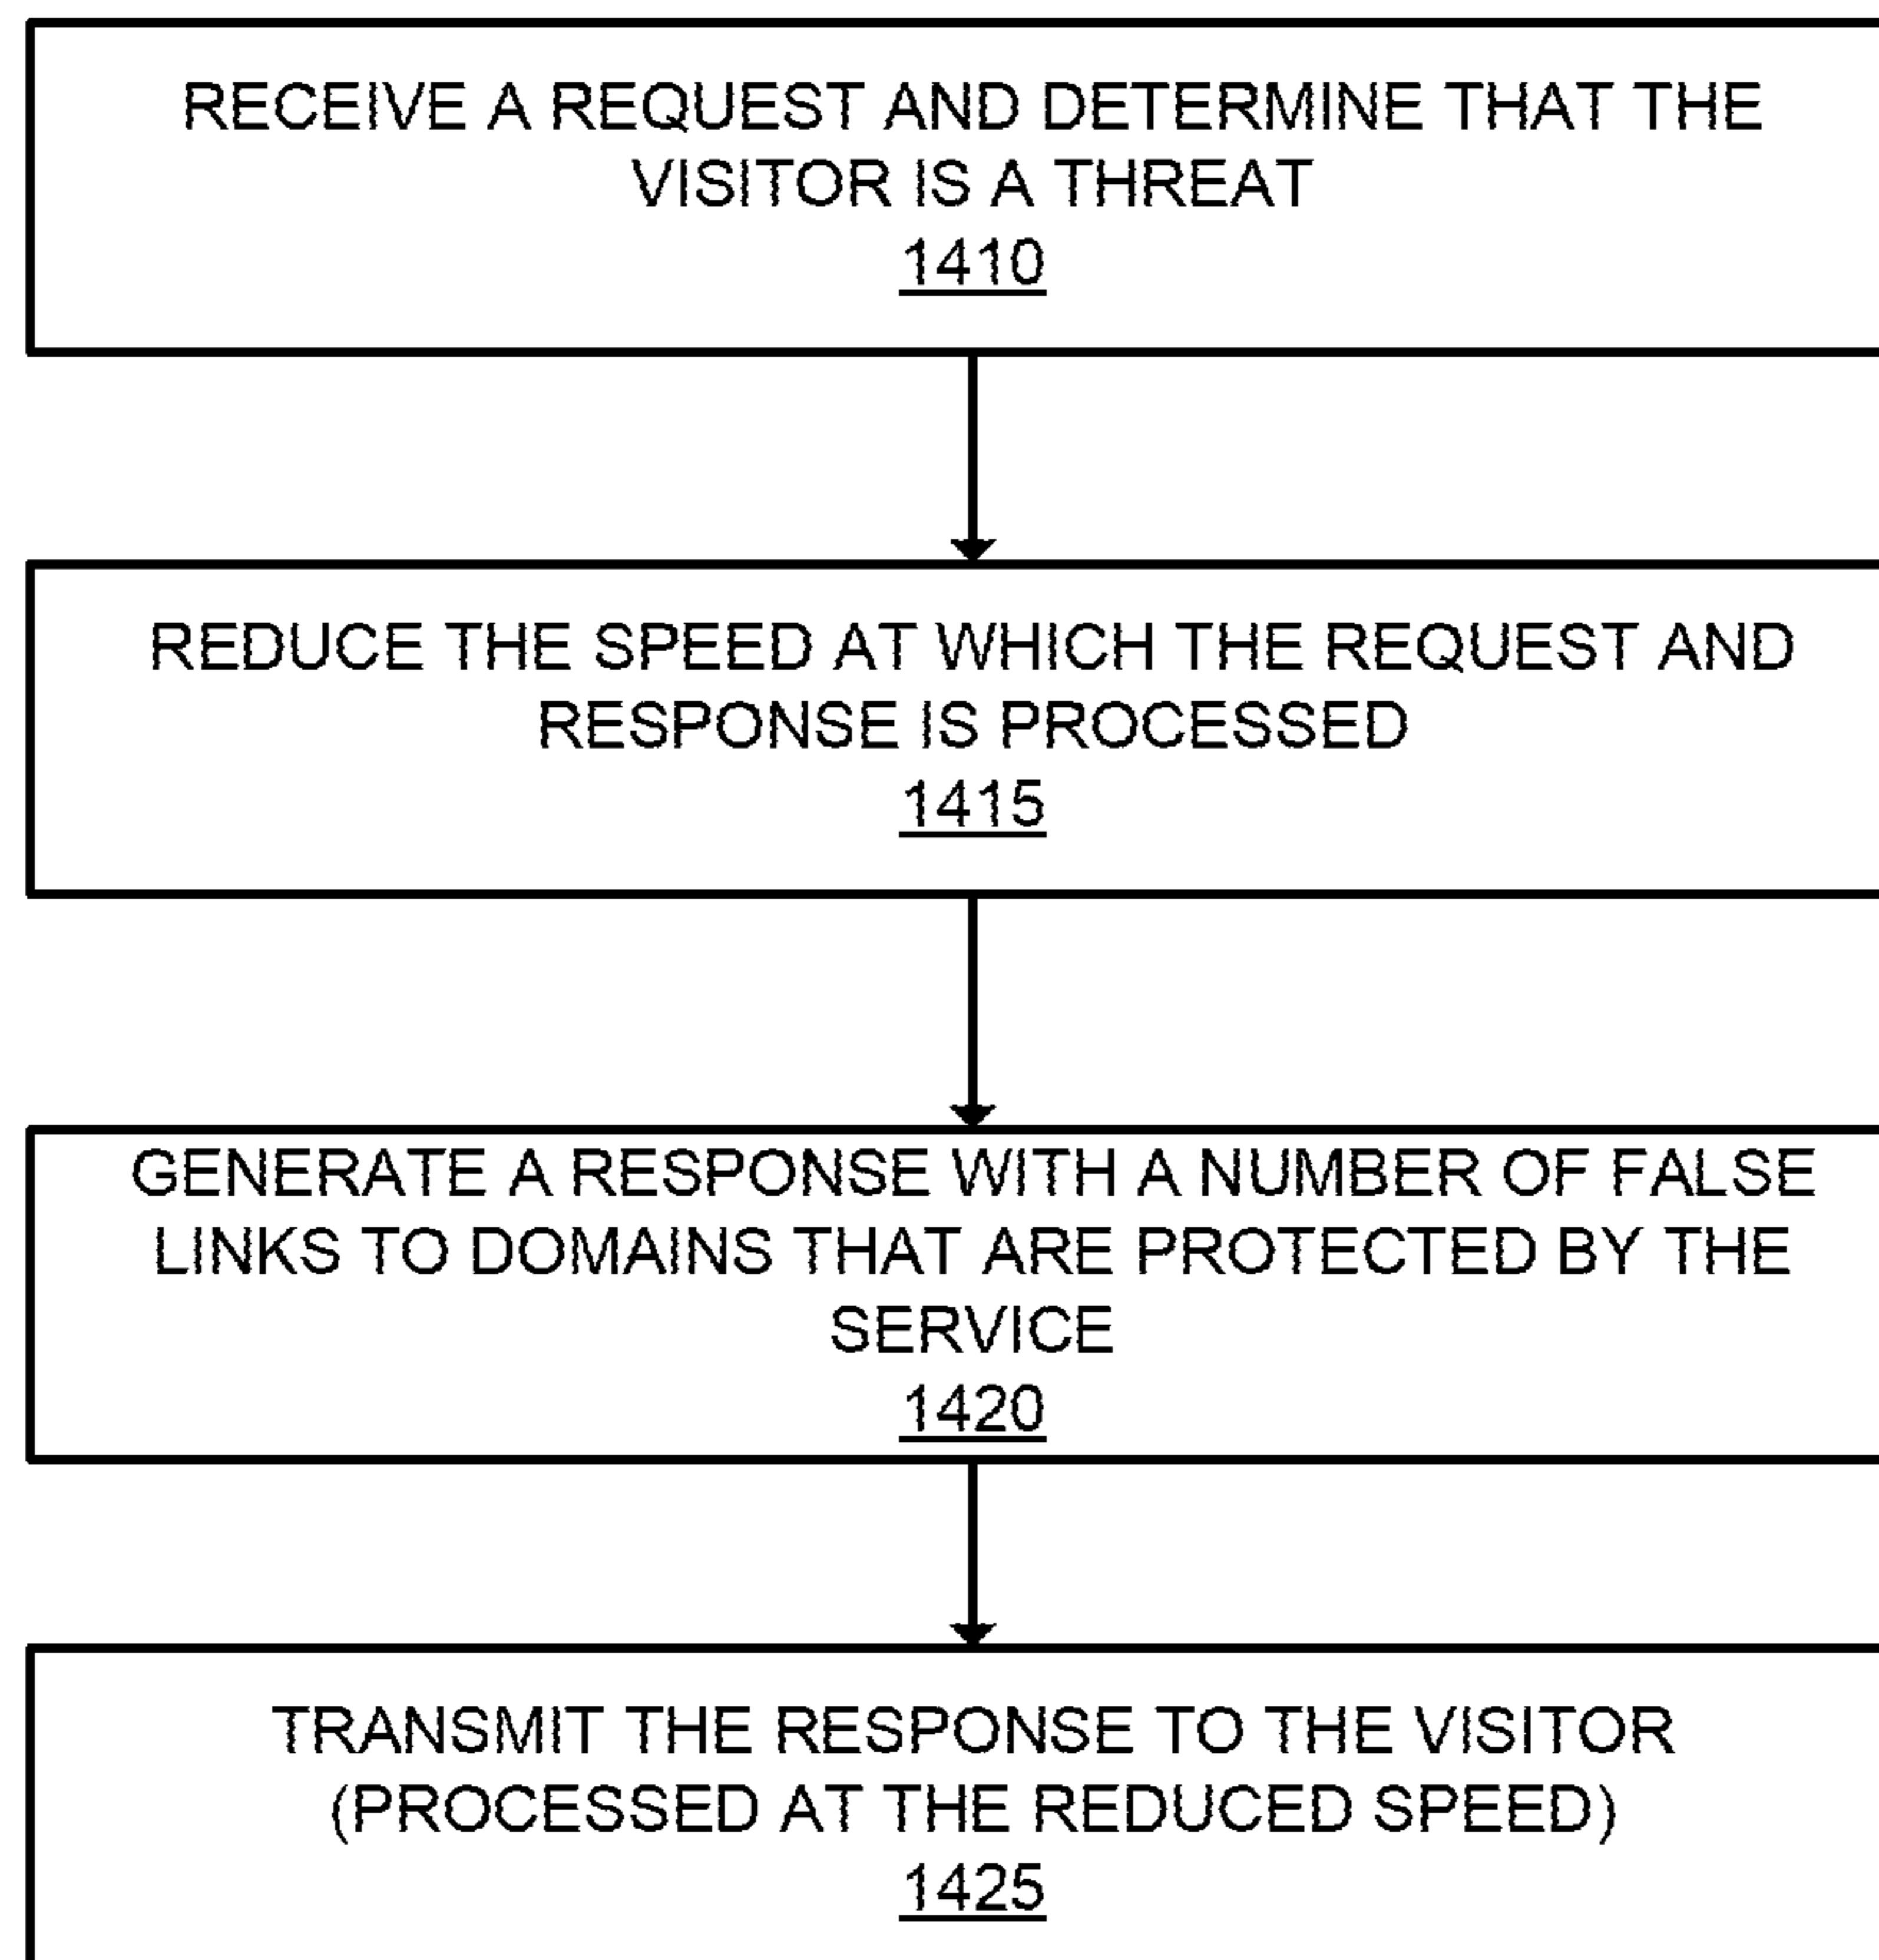 RECEIVE A REQUEST AND DETERMINE THAT THE
VISITOR IS A THREAT
1410
REDUCE THE SPEED AT WHICH THE REQUEST AND
RESPONSE IS PROCESSED
1415
GENERATE A RESPONSE WITH A NUMBER OF FALSE
LINKS TO DOMAINS THAT ARE PROTECTED BY THE
SERVICE
1420
TRANSMIT THE RESPONSE TO THE VISITOR
(PROCESSED AT THE REDUCED SPEED)
1425